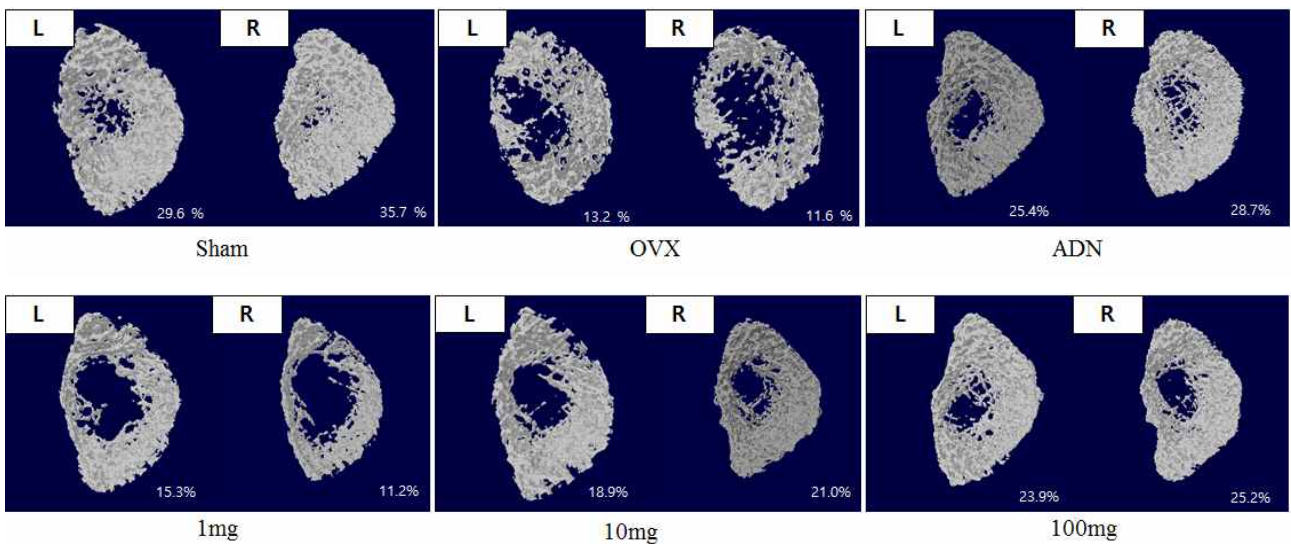 L R L R L R
29.6 % 35.7 % 13.2 % 11.6 % 25.4% 28.7%
Sham OVX ADN
L R L R L R
15.3% 11.2% 18.9% 21.0% 23.9% 25.2%
1mg 10mg 100mg